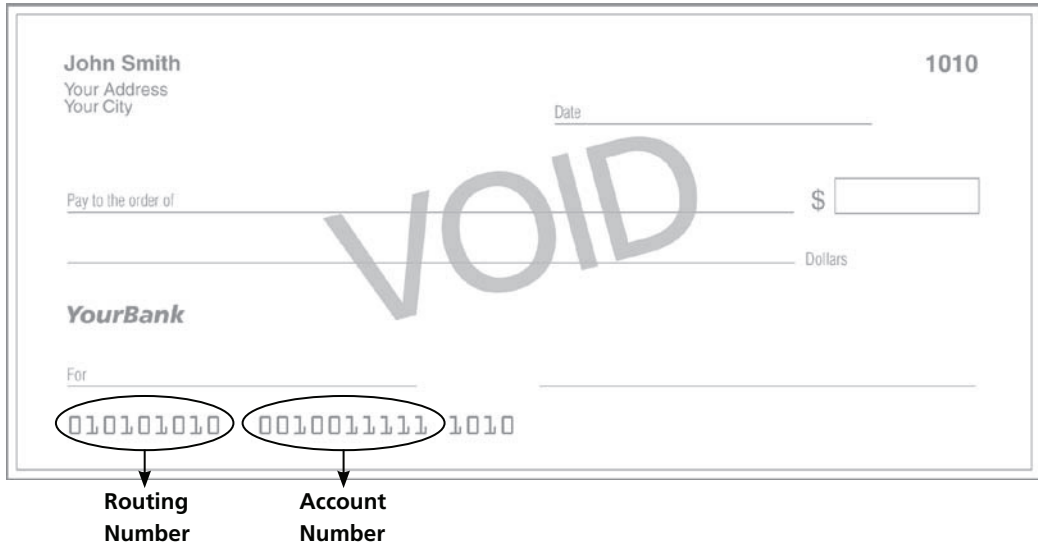 John Smith 1010
Your Address
Your City
Date
VOID
Pay to the order of $
Dollars
YourBank
For
010101010 0010011111 1010
Routing Account
Number Number